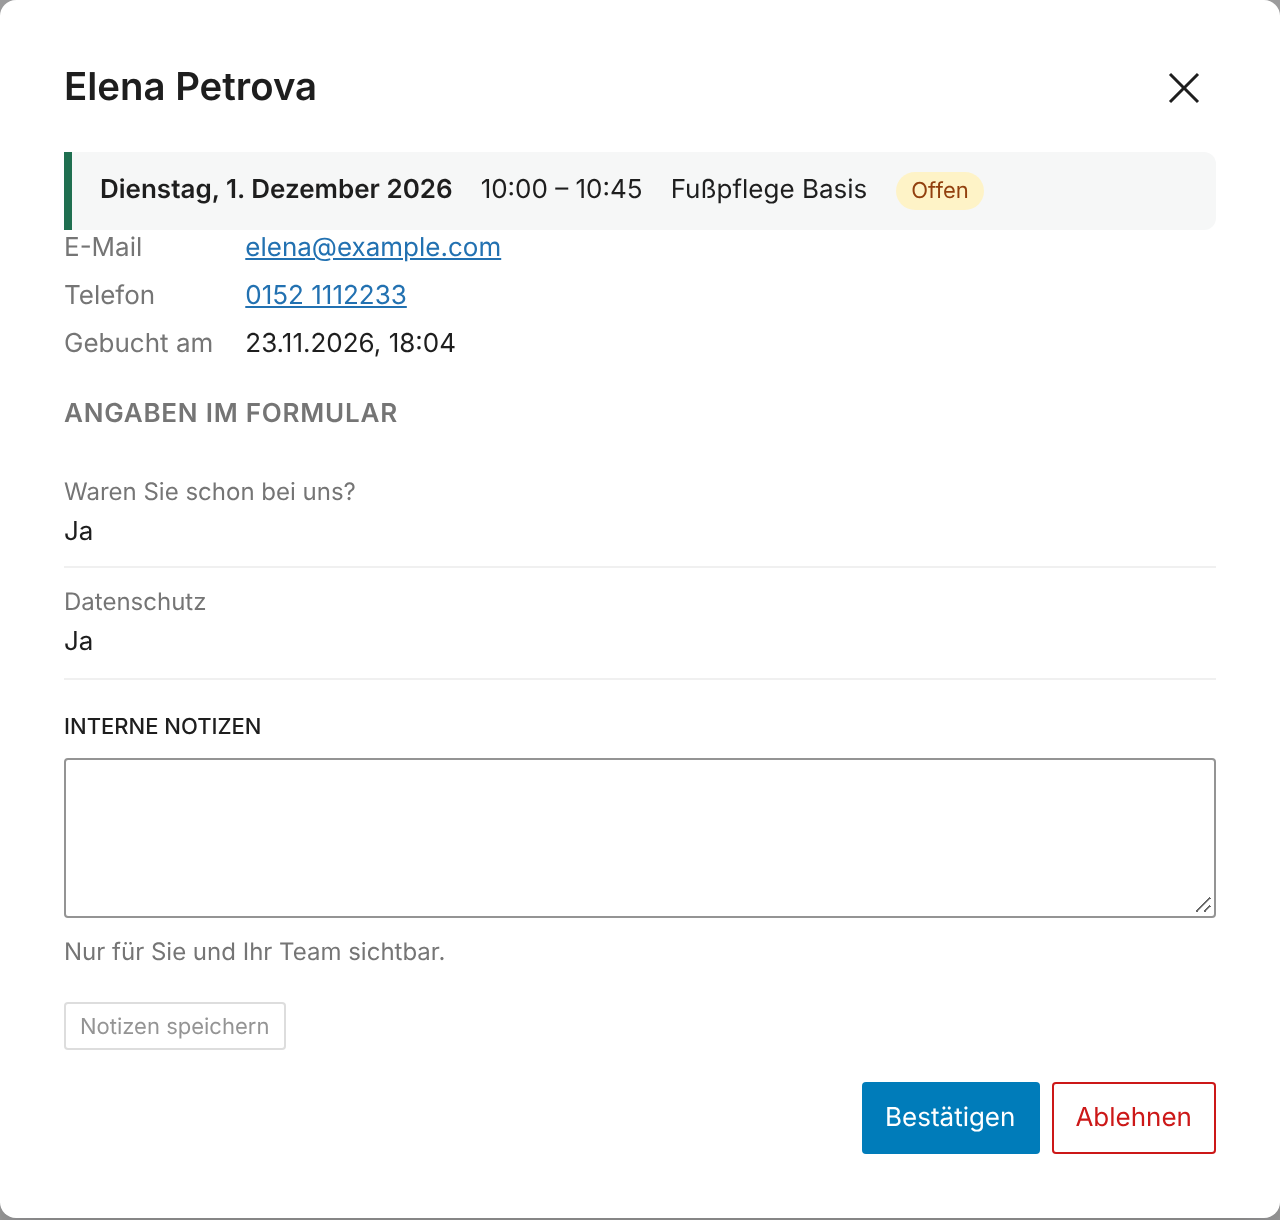 Elena Petrova
Dienstag, 1. Dezember 2026 10:00 – 10:45 Fußpflege Basis Offen
E-Mail elena@example.com
Telefon 0152 1112233
Gebucht am 23.11.2026, 18:04
ANGABEN IM FORMULAR
Waren Sie schon bei uns?
Ja
Datenschutz
Ja
INTERNE NOTIZEN
Nur für Sie und Ihr Team sichtbar.
Notizen speichern
Bestätigen Ablehnen